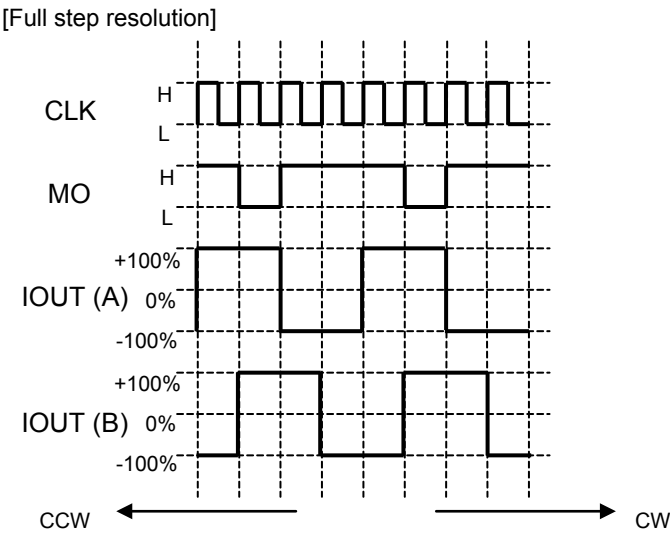 [Full step resolution]
CLK
H
L
MO
H
L
IOUT (A)
+100%
0%
-100%
IOUT (B)
+100%
0%
-100%
CCW
CW